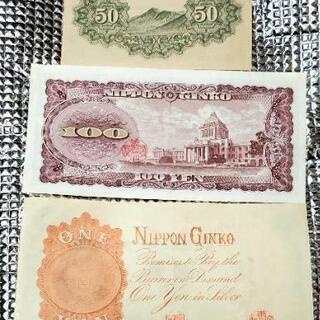 50 50
NIPPON GINKO
100
100 YEN
ONE
NIPPON GINKO
Promises to Pay the
Bearer on Demand
One Yen in Silver
YEN